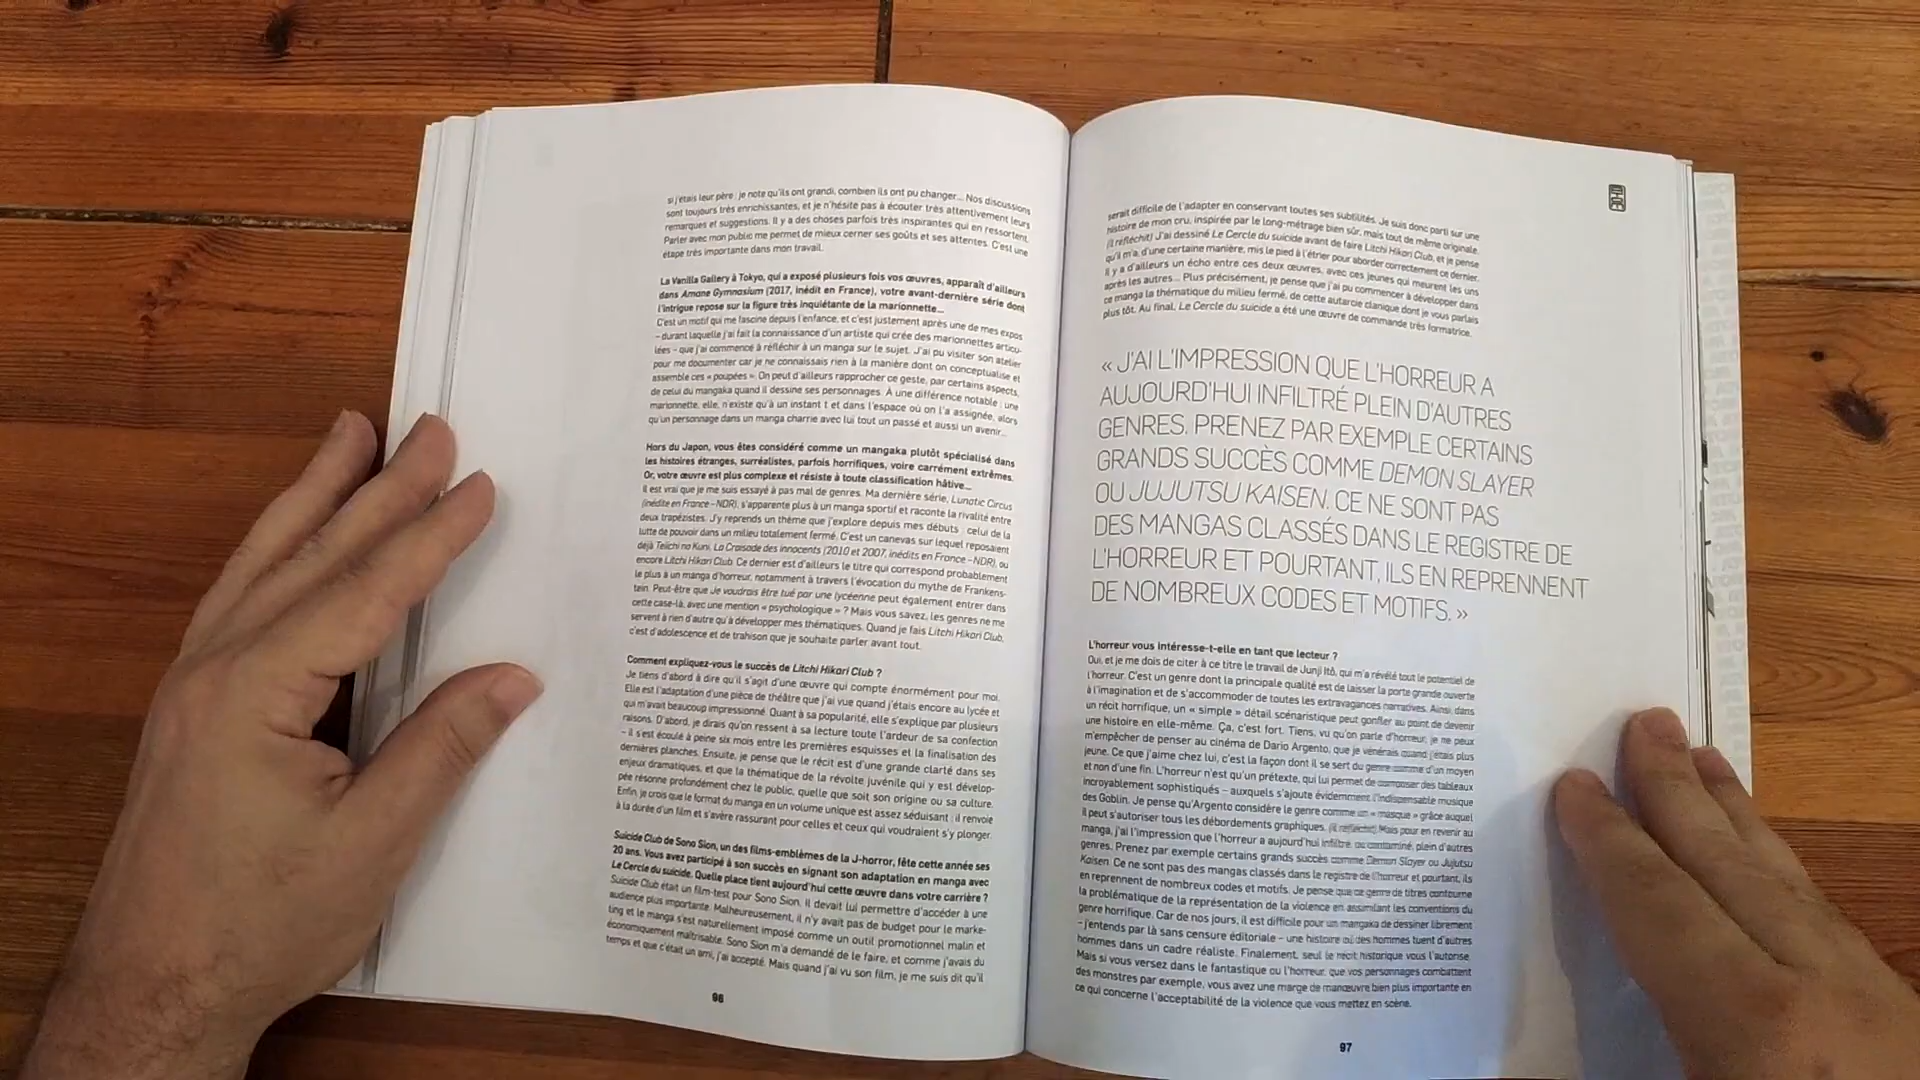 si j'étais leur père : je note qu'ils ont grandi, combien ils ont pu changer... Nos discussions
sont toujours très enrichissantes, et je n'hésite pas à écouter très attentivement leurs
remarques et suggestions. Il y a des choses parfois très inspirantes qui en ressortent.
Parler avec mon public me permet de mieux cerner ses goûts et ses attentes. C'est une
étape très importante dans mon travail.
La Vanilla Gallery à Tokyo, qui a exposé plusieurs fois vos œuvres, apparaît d'ailleurs
dans Amane Gymnasium (2017, inédit en France), votre avant-dernière série dont
l'intrigue repose sur la figure très inquiétante de la marionnette...
C'est un motif qui me fascine depuis l'enfance, et c'est justement après une de mes expos
– durant laquelle j'ai fait la connaissance d'un artiste qui crée des marionnettes articu-
lées – que j'ai commencé à réfléchir à un manga sur le sujet. J'ai pu visiter son atelier
pour me documenter car je ne connaissais rien à la manière dont on conceptualise et
assemble ces « poupées ». On peut d'ailleurs rapprocher ce geste, par certains aspects,
de celui du mangaka quand il dessine ses personnages. À une différence notable : une
marionnette, elle, n'existe qu'à un instant t et dans l'espace où on l'a assignée, alors
qu'un personnage dans un manga charrie avec lui tout un passé et aussi un avenir...
Hors du Japon, vous êtes considéré comme un mangaka plutôt spécialisé dans
les histoires étranges, surréalistes, parfois horrifiques, voire carrément extrêmes.
Or, votre œuvre est plus complexe et résiste à toute classification hâtive...
Il est vrai que je me suis essayé à pas mal de genres. Ma dernière série, Lunatic Circus
(inédite en France – NDR), s'apparente plus à un manga sportif et raconte la rivalité entre
deux trapézistes. J'y reprends un thème que j'explore depuis mes débuts : celui de la
lutte de pouvoir dans un milieu totalement fermé. C'est un canevas sur lequel reposaient
déjà Teiichi no Kuni, La Croisade des innocents (2010 et 2007, inédits en France – NDR), ou
encore Litchi Hikari Club. Ce dernier est d'ailleurs le titre qui correspond probablement
le plus à un manga d'horreur, notamment à travers l'évocation du mythe de Frankens-
tein. Peut-être que Je voudrais être tué par une lycéenne peut également entrer dans
cette case-là, avec une mention « psychologique » ? Mais vous savez, les genres ne me
servent à rien d'autre qu'à développer mes thématiques. Quand je fais Litchi Hikari Club,
c'est d'adolescence et de trahison que je souhaite parler avant tout.
Comment expliquez-vous le succès de Litchi Hikari Club ?
Je tiens d'abord à dire qu'il s'agit d'une œuvre qui compte énormément pour moi.
Elle est l'adaptation d'une pièce de théâtre que j'ai vue quand j'étais encore au lycée et
qui m'avait beaucoup impressionné. Quant à sa popularité, elle s'explique par plusieurs
raisons. D'abord, je dirais qu'on ressent à sa lecture toute l'ardeur de sa confection
– il s'est écoulé à peine six mois entre les premières esquisses et la finalisation des
dernières planches. Ensuite, je pense que le récit est d'une grande clarté dans ses
enjeux dramatiques, et que la thématique de la révolte juvénile qui y est dévelop-
pée résonne profondément chez le public, quelle que soit son origine ou sa culture.
Enfin, je crois que le format du manga en un volume unique est assez séduisant : il renvoie
à la durée d'un film et s'avère rassurant pour celles et ceux qui voudraient s'y plonger.
Suicide Club de Sono Sion, un des films-emblèmes de la J-horror, fête cette année ses
20 ans. Vous avez participé à son succès en signant son adaptation en manga avec
Le Cercle du suicide. Quelle place tient aujourd'hui cette œuvre dans votre carrière ?
Suicide Club était un film-test pour Sono Sion. Il devait lui permettre d'accéder à une
audience plus importante. Malheureusement, il n'y avait pas de budget pour le marke-
ting et le manga s'est naturellement imposé comme un outil promotionnel malin et
économiquement maîtrisable. Sono Sion m'a demandé de le faire, et comme j'avais du
temps et que c'était un ami, j'ai accepté. Mais quand j'ai vu son film, je me suis dit qu'il
96
serait difficile de l'adapter en conservant toutes ses subtilités. Je suis donc parti sur une
histoire de mon cru, inspirée par le long-métrage bien sûr, mais tout de même originale.
(Il réfléchit) J'ai dessiné Le Cercle du suicide avant de faire Litchi Hikari Club, et je pense
qu'il m'a, d'une certaine manière, mis le pied à l'étrier pour aborder correctement ce dernier.
Il y a d'ailleurs un écho entre ces deux œuvres, avec ces jeunes qui meurent les uns
après les autres... Plus précisément, je pense que j'ai pu commencer à développer dans
ce manga la thématique du milieu fermé, de cette autarcie clanique dont je vous parlais
plus tôt. Au final, Le Cercle du suicide a été une œuvre de commande très formatrice.
« J'AI L'IMPRESSION QUE L'HORREUR A
AUJOURD'HUI INFILTRÉ PLEIN D'AUTRES
GENRES. PRENEZ PAR EXEMPLE CERTAINS
GRANDS SUCCÈS COMME DEMON SLAYER
OU JUJUTSU KAISEN. CE NE SONT PAS
DES MANGAS CLASSÉS DANS LE REGISTRE DE
L'HORREUR ET POURTANT, ILS EN REPRENNENT
DE NOMBREUX CODES ET MOTIFS. »
L'horreur vous intéresse-t-elle en tant que lecteur ?
Oui, et je me dois de citer à ce titre le travail de Junji Itô, qui m'a révélé tout le potentiel de
l'horreur. C'est un genre dont la principale qualité est de laisser la porte grande ouverte
à l'imagination et de s'accommoder de toutes les extravagances narratives. Ainsi, dans
un récit horrifique, un « simple » détail scénaristique peut gonfler au point de devenir
une histoire en elle-même. Ça, c'est fort. Tiens, vu qu'on parle d'horreur, je ne peux
m'empêcher de penser au cinéma de Dario Argento, que je vénérais quand j'étais plus
jeune. Ce que j'aime chez lui, c'est la façon dont il se sert du genre comme d'un moyen
et non d'une fin. L'horreur n'est qu'un prétexte, qui lui permet de composer des tableaux
incroyablement sophistiqués – auxquels s'ajoute évidemment l'indispensable musique
des Goblin. Je pense qu'Argento considère le genre comme un « masque » grâce auquel
il peut s'autoriser tous les débordements graphiques. (Il réfléchit) Mais pour en revenir au
manga, j'ai l'impression que l'horreur a aujourd'hui infiltré, ou contaminé, plein d'autres
genres. Prenez par exemple certains grands succès comme Demon Slayer ou Jujutsu
Kaisen. Ce ne sont pas des mangas classés dans le registre de l'horreur et pourtant, ils
en reprennent de nombreux codes et motifs. Je pense que ce genre de titres contourne
la problématique de la représentation de la violence en assimilant les conventions du
genre horrifique. Car de nos jours, il est difficile pour un mangaka de dessiner librement
– j'entends par là sans censure éditoriale – une histoire où des hommes tuent d'autres
hommes dans un cadre réaliste. Finalement, seul le récit historique vous l'autorise.
Mais si vous versez dans le fantastique ou l'horreur, que vos personnages combattent
des monstres par exemple, vous avez une marge de manœuvre bien plus importante en
ce qui concerne l'acceptabilité de la violence que vous mettez en scène.
97